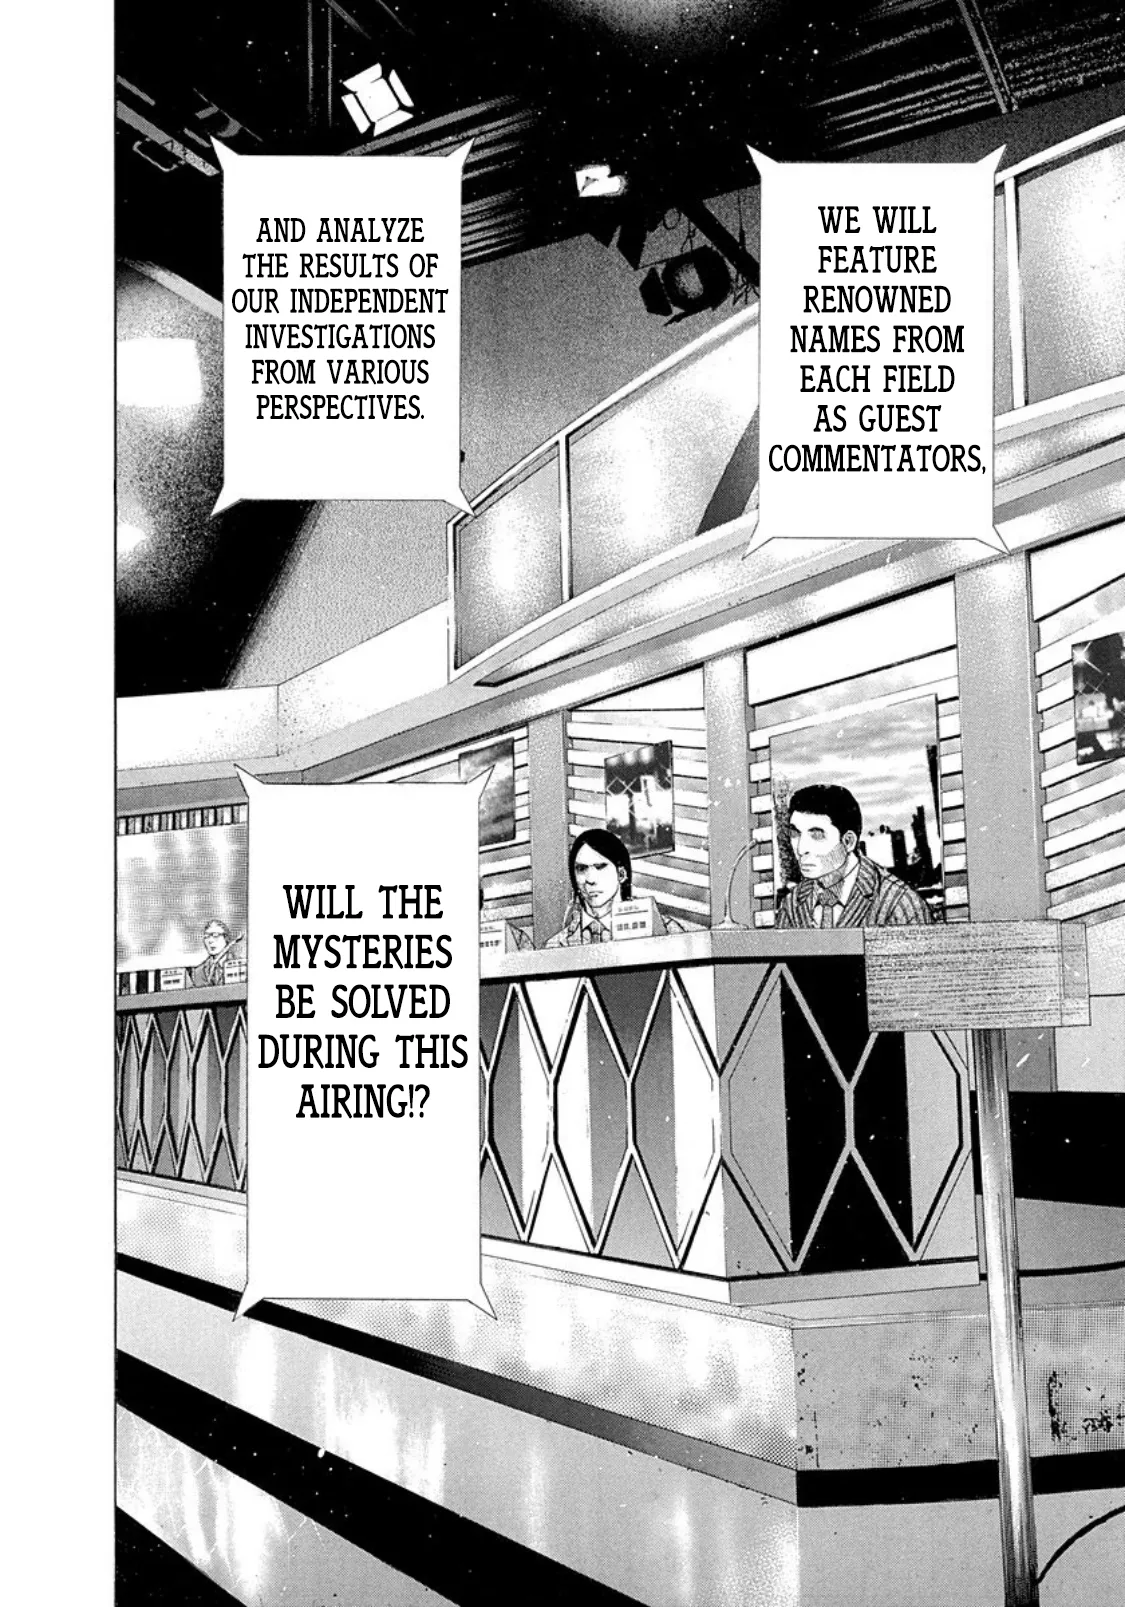 WE WILL
FEATURE
RENOWNED
NAMES FROM
EACH FIELD
AS GUEST
COMMENTATORS,
AND ANALYZE
THE RESULTS OF
OUR INDEPENDENT
INVESTIGATIONS
FROM VARIOUS
PERSPECTIVES.
WILL THE
MYSTERIES
BE SOLVED
DURING THIS
AIRING!?